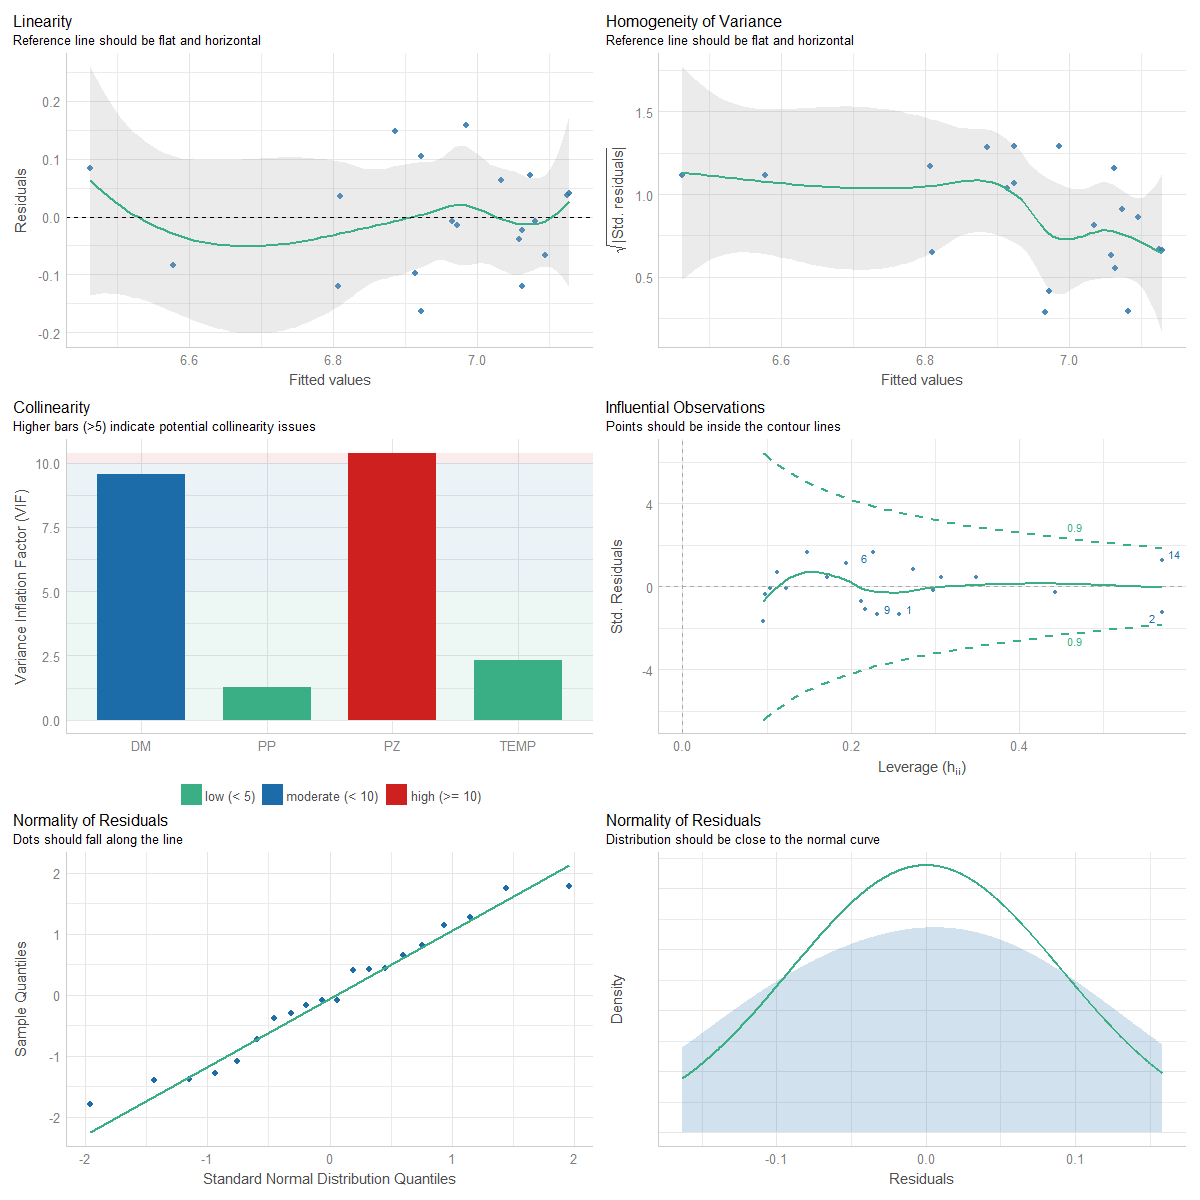 Linearity
Reference line should be flat and horizontal
Residuals
0.2
0.1
0.0
-0.1
-0.2
6.6
6.8
7.0
Fitted values
Homogeneity of Variance
Reference line should be flat and horizontal
√|Std. residuals|
1.5
1.0
0.5
6.6
6.8
7.0
Fitted values
Collinearity
Higher bars (>5) indicate potential collinearity issues
Variance Inflation Factor (VIF)
10.0
7.5
5.0
2.5
0.0
DM
PP
PZ
TEMP
low (< 5)
moderate (< 10)
high (>= 10)
Influential Observations
Points should be inside the contour lines
Std. Residuals
4
0
-4
0.9
14
6
9
1
2
0.9
0.0
0.2
0.4
Leverage (hii)
Normality of Residuals
Dots should fall along the line
Sample Quantiles
2
1
0
-1
-2
-2
-1
0
1
2
Standard Normal Distribution Quantiles
Normality of Residuals
Distribution should be close to the normal curve
Density
-0.1
0.0
0.1
Residuals